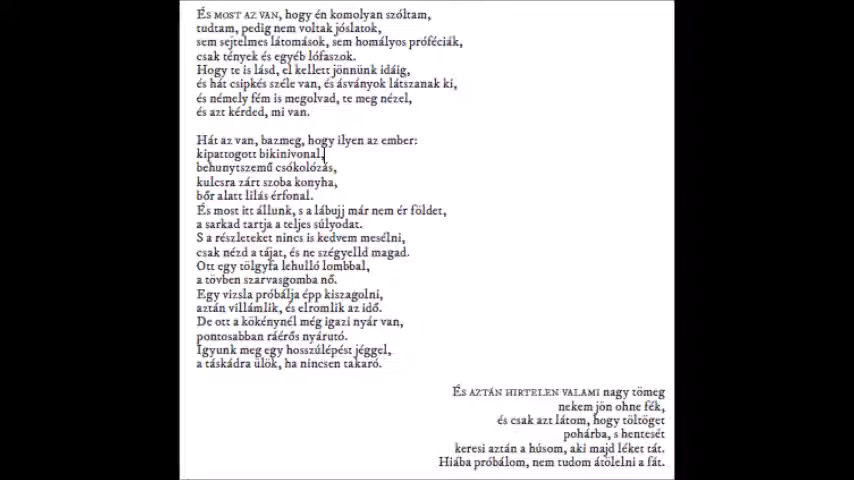 És most az van, hogy én komolyan szóltam,
tudtam, pedig nem voltak jóslatok,
sem sejtelmes látomások, sem homályos próféciák,
csak tények és egyéb lófaszok.
Hogy te is lásd, el kellett jönnünk idáig,
és hát csipkés széle van, és ásványok látszanak ki,
és némely fém is megolvad, te meg nézel,
és azt kérded, mi van.
Hát az van, bazmeg, hogy ilyen az ember:
kipattogott bikinivonal,
behunytszemű csókolózás,
kulcsra zárt szoba konyha,
bőr alatt lilás érfonal.
És most itt állunk, s a lábujj már nem ér földet,
a sarkad tartja a teljes súlyodat.
S a részleteket nincs is kedvem mesélni,
csak nézd a tájat, és ne szégyelld magad.
Ott egy tölgyfa lehulló lombbal,
a tövben szarvasgomba nő.
Egy vizsla próbálja épp kiszagolni,
aztán villámlik, és elromlik az idő.
De ott a kökénynél még igazi nyár van,
pontosabban ráérős nyárutó.
Igyunk meg egy hosszúlépést jéggel,
a táskádra ülök, ha nincsen takaró.
És aztán hirtelen valami nagy tömeg
nekem jön ohne fék,
és csak azt látom, hogy töltöget
pohárba, s hentesét
keresi aztán a húsom, aki majd léket tát.
Hiába próbálom, nem tudom átölelni a fát.